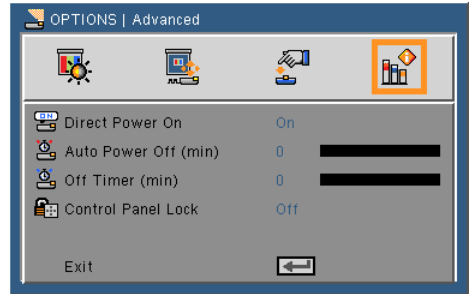 OPTIONS | Advanced
Direct Power On On
Auto Power Off (min) 0
Off Timer (min) 0
Control Panel Lock Off
Exit